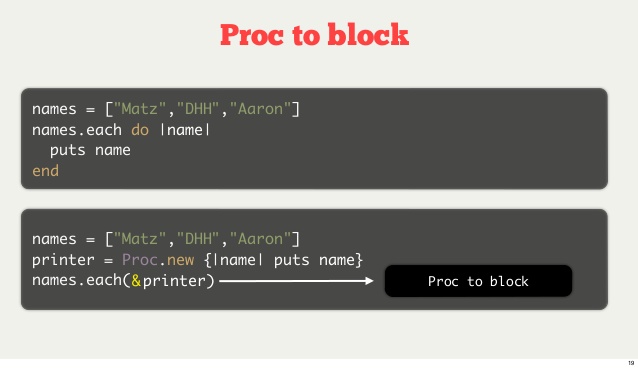 Proc to block
names = ["Matz","DHH","Aaron"]
names.each do |name|
  puts name
end
names = ["Matz","DHH","Aaron"]
printer = Proc.new {|name| puts name}
names.each(&printer)
Proc to block
19